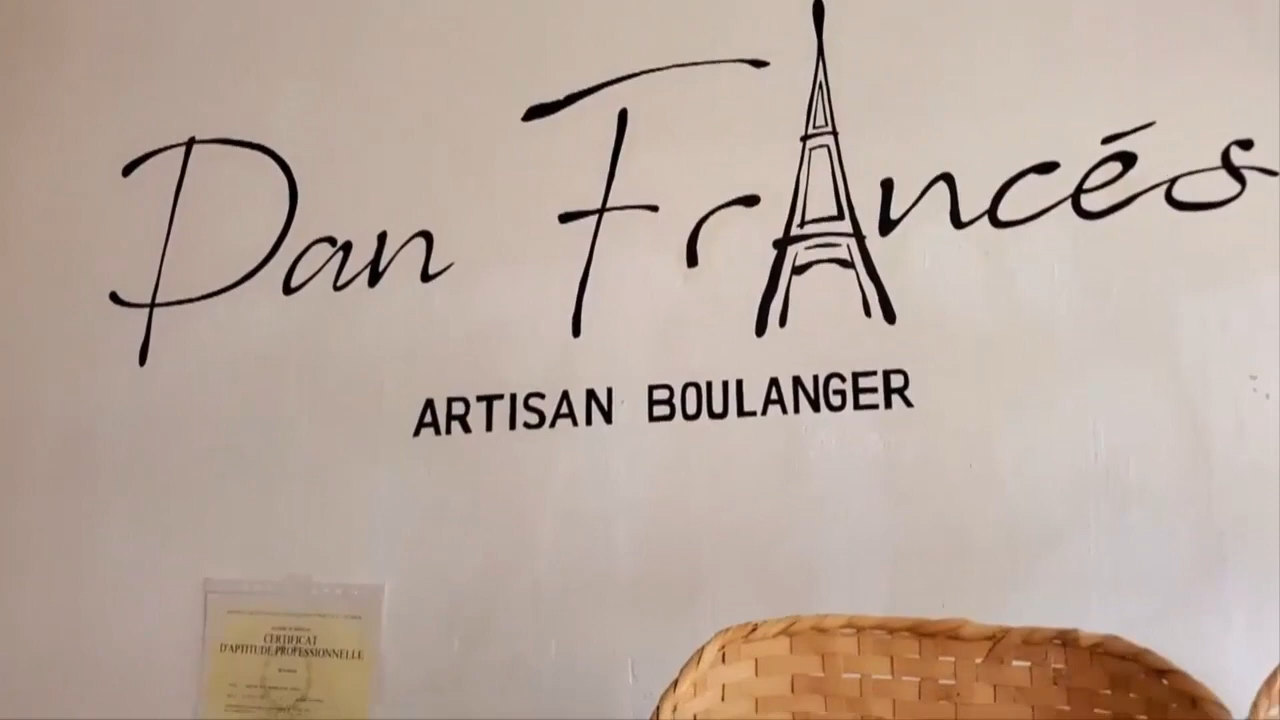 Pan Francés
ARTISAN BOULANGER
CERTIFICAT
D'APTITUDE PROFESSIONNELLE